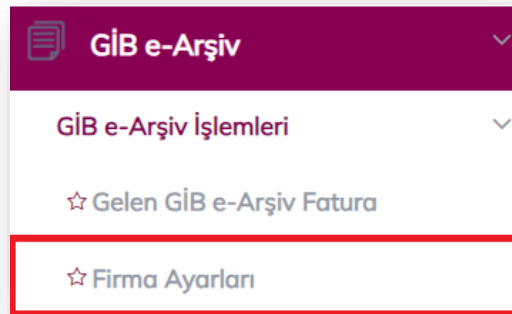 GİB e-Arşiv
GİB e-Arşiv İşlemleri
Gelen GİB e-Arşiv Fatura
Firma Ayarları